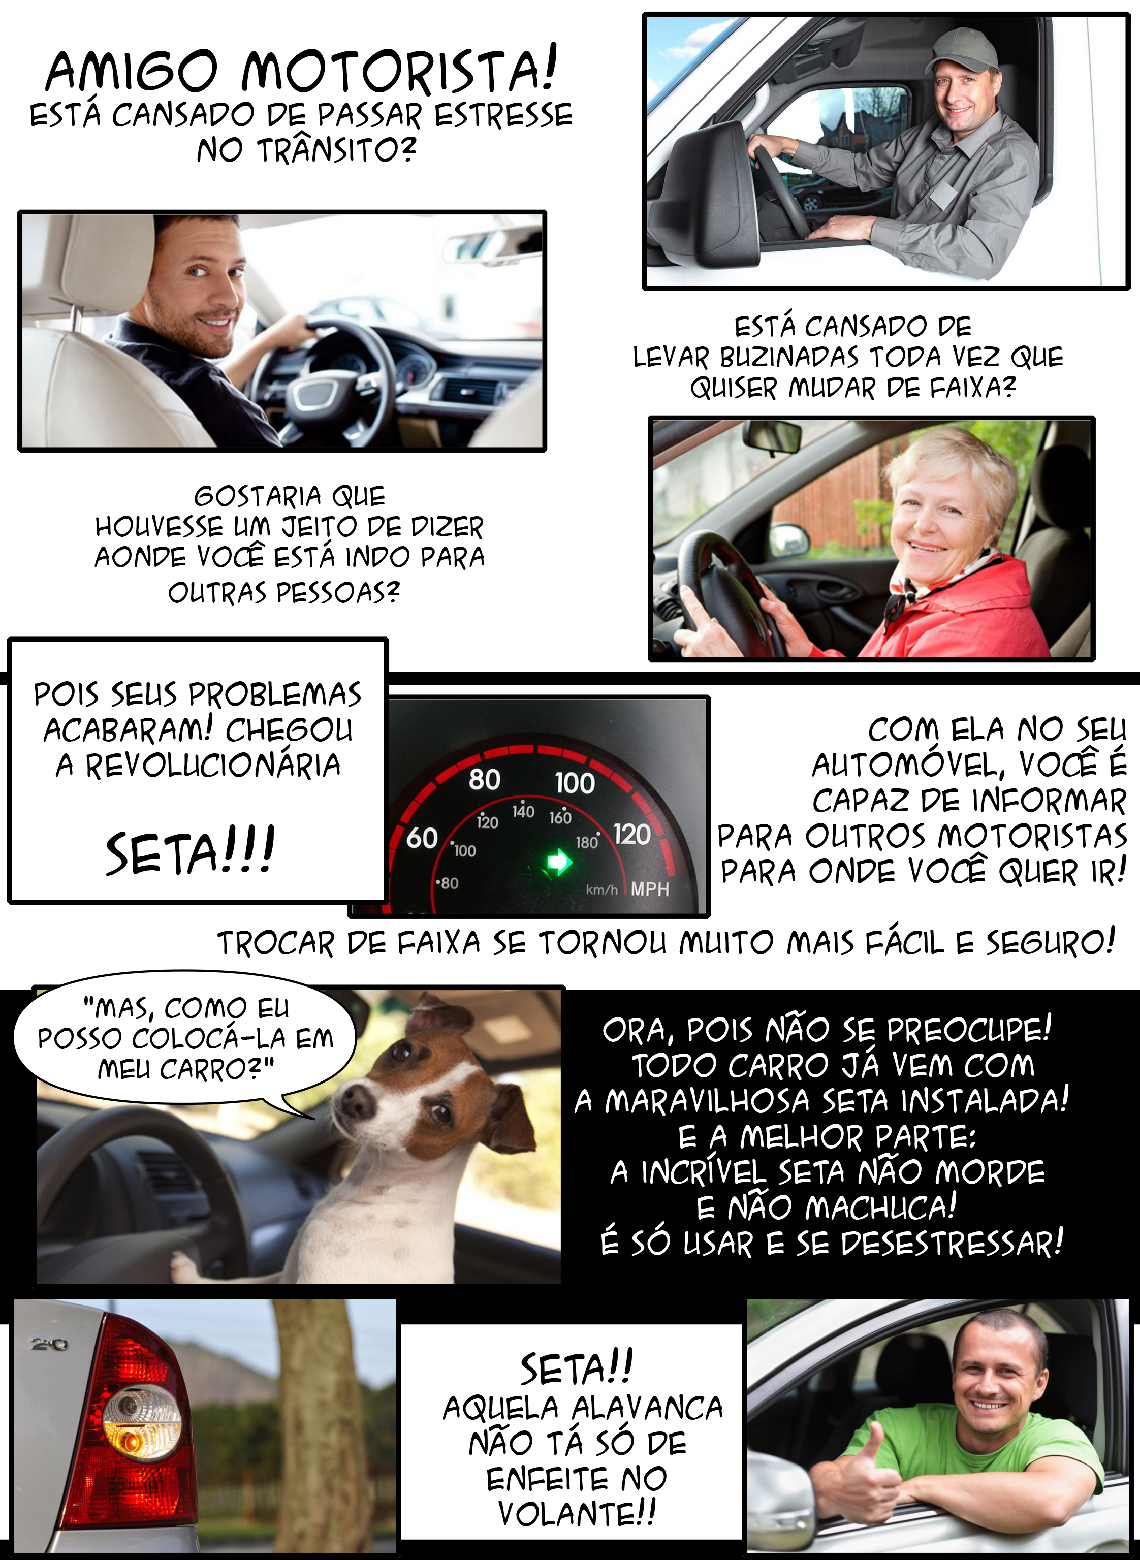 AMIGO MOTORISTA!
ESTÁ CANSADO DE PASSAR ESTRESSE
NO TRÂNSITO?
ESTÁ CANSADO DE
LEVAR BUZINADAS TODA VEZ QUE
QUISER MUDAR DE FAIXA?
GOSTARIA QUE
HOUVESSE UM JEITO DE DIZER
AONDE VOCÊ ESTÁ INDO PARA
OUTRAS PESSOAS?
POIS SEUS PROBLEMAS
ACABARAM! CHEGOU
A REVOLUCIONÁRIA
SETA!!!
60 80 100 120
80 100 120 140 160 180
km/h MPH
COM ELA NO SEU
AUTOMÓVEL, VOCÊ É
CAPAZ DE INFORMAR
PARA OUTROS MOTORISTAS
PARA ONDE VOCÊ QUER IR!
TROCAR DE FAIXA SE TORNOU MUITO MAIS FÁCIL E SEGURO!
"MAS, COMO EU
POSSO COLOCÁ-LA EM
MEU CARRO?"
ORA, POIS NÃO SE PREOCUPE!
TODO CARRO JÁ VEM COM
A MARAVILHOSA SETA INSTALADA!
E A MELHOR PARTE:
A INCRÍVEL SETA NÃO MORDE
E NÃO MACHUCA!
É SÓ USAR E SE DESESTRESSAR!
2.0
SETA!!
AQUELA ALAVANCA
NÃO TÁ SÓ DE
ENFEITE NO
VOLANTE!!